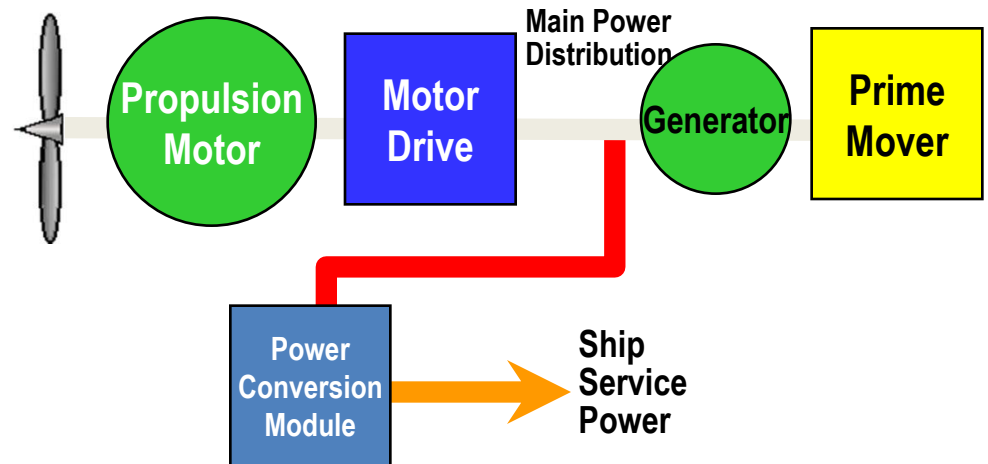 Main Power
Distribution
Propulsion
Motor
Motor
Drive
Generator
Prime
Mover
Power
Conversion
Module
Ship
Service
Power